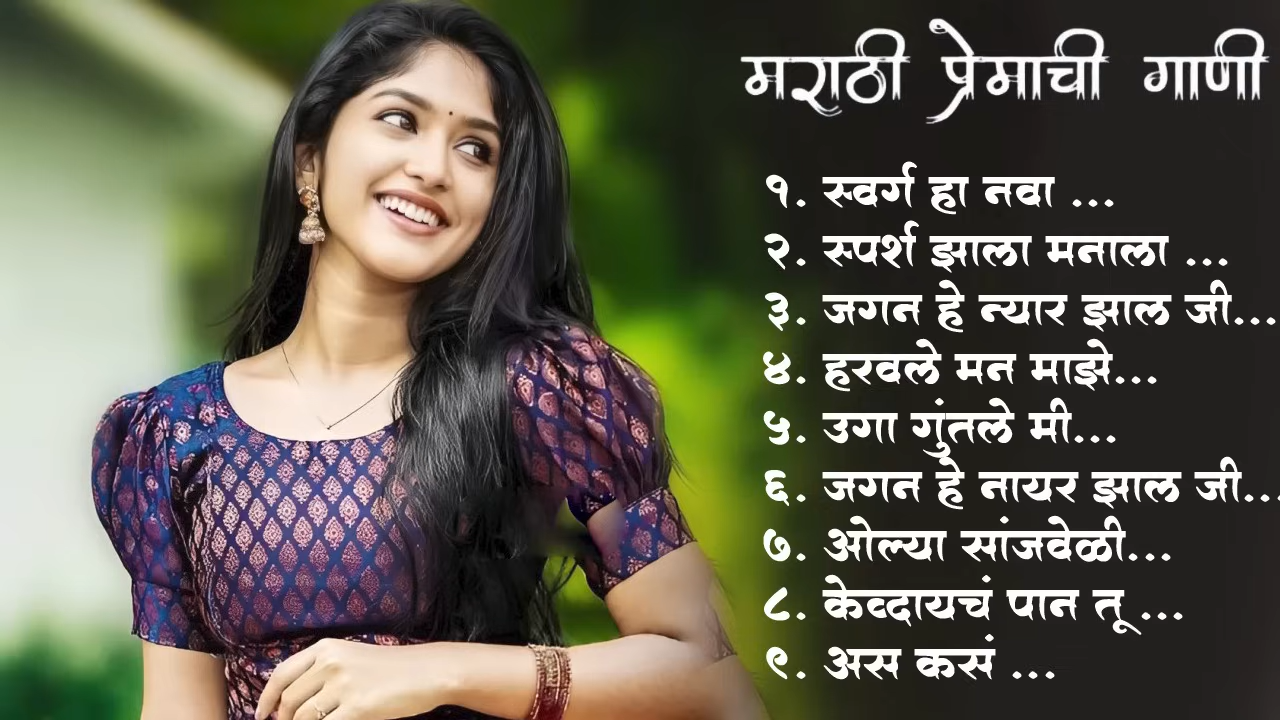 मराठी प्रेमाची गाणी
१. स्वर्ग हा नवा ...
२. स्पर्श झाला मनाला ...
३. जगन हे न्यार झाल जी...
४. हरवले मन माझे...
५. उगा गुंतले मी...
६. जगन हे नायर झाल जी...
७. ओल्या सांजवेळी...
८. केव्दायचं पान तू ...
९. अस कसं ...